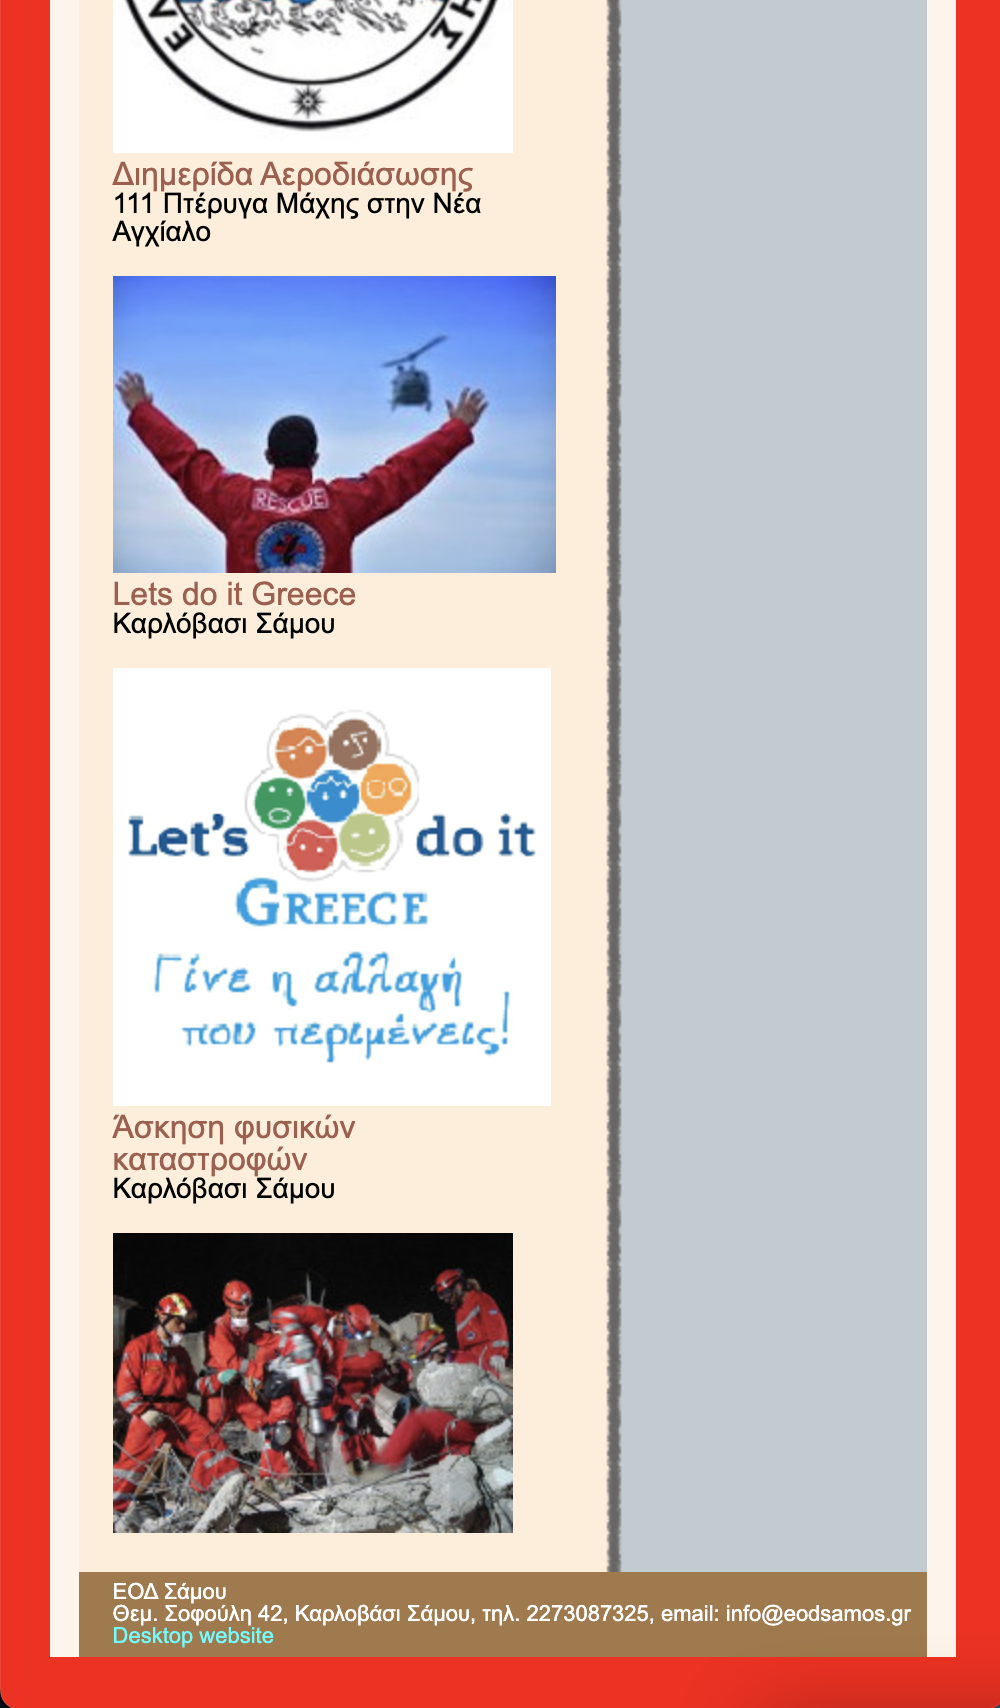 Διημερίδα Αεροδιάσωσης
111 Πτέρυγα Μάχης στην Νέα
Αγχίαλο
RESCUE
Lets do it Greece
Καρλόβασι Σάμου
Let's do it
GREECE
Γίνε η αλλαγή
που περιμένεις!
Άσκηση φυσικών
καταστροφών
Καρλόβασι Σάμου
ΕΟΔ Σάμου
Θεμ. Σοφούλη 42, Καρλοβάσι Σάμου, τηλ. 2273087325, email: info@eodsamos.gr
Desktop website